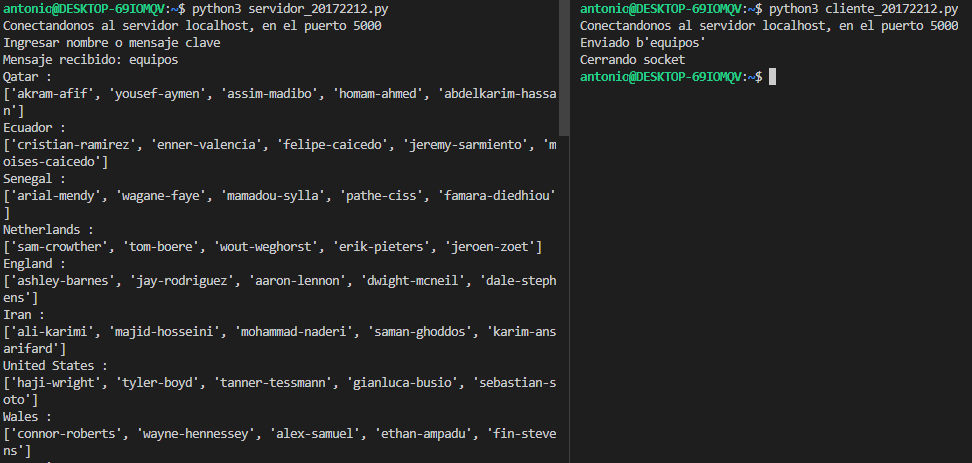 antonio@DESKTOP-69IOMQV:~$ python3 servidor_20172212.py
Conectandonos al servidor localhost, en el puerto 5000
Ingresar nombre o mensaje clave
Mensaje recibido: equipos
Qatar :
['akram-afif', 'yousef-aymen', 'assim-madibo', 'homam-ahmed', 'abdelkarim-hassa
n']
Ecuador :
['cristian-ramirez', 'enner-valencia', 'felipe-caicedo', 'jeremy-sarmiento', 'm
oises-caicedo']
Senegal :
['arial-mendy', 'wagane-faye', 'mamadou-sylla', 'pathe-ciss', 'famara-diedhiou'
]
Netherlands :
['sam-crowther', 'tom-boere', 'wout-weghorst', 'erik-pieters', 'jeroen-zoet']
England :
['ashley-barnes', 'jay-rodriguez', 'aaron-lennon', 'dwight-mcneil', 'dale-steph
ens']
Iran :
['ali-karimi', 'majid-hosseini', 'mohammad-naderi', 'saman-ghoddos', 'karim-ans
arifard']
United States :
['haji-wright', 'tyler-boyd', 'tanner-tessmann', 'gianluca-busio', 'sebastian-s
oto']
Wales :
['connor-roberts', 'wayne-hennessey', 'alex-samuel', 'ethan-ampadu', 'fin-steve
ns']
antonio@DESKTOP-69IOMQV:~$ python3 cliente_20172212.py
Conectandonos al servidor localhost, en el puerto 5000
Enviado b'equipos'
Cerrando socket
antonio@DESKTOP-69IOMQV:~$